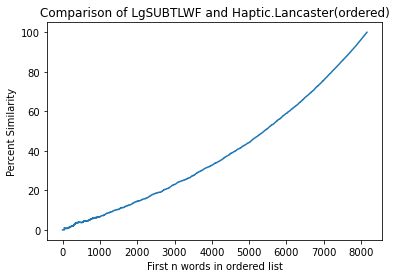 Comparison of LgSUBTLWF and Haptic.Lancaster(ordered)
100
80
60
40
20
0
Percent Similarity
0 1000 2000 3000 4000 5000 6000 7000 8000
First n words in ordered list